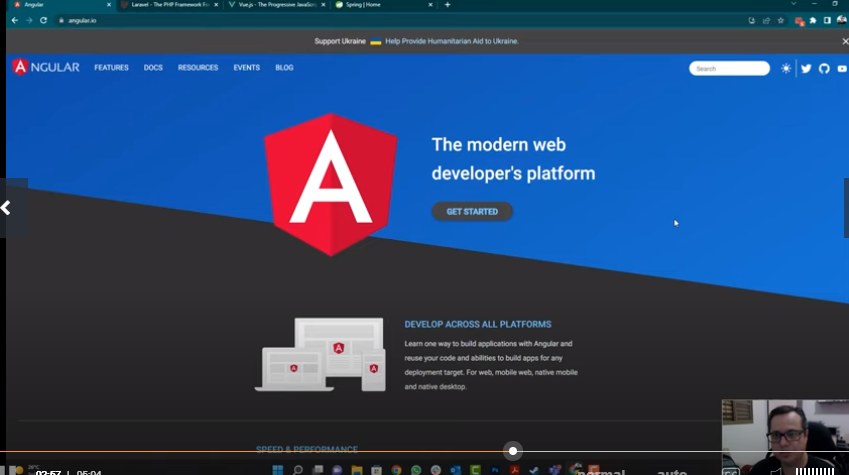 Angular
Laravel - The PHP Framework Fo
Vue.js - The Progressive JavaScri
Spring | Home
angular.io
Support Ukraine Help Provide Humanitarian Aid to Ukraine.
ANGULAR FEATURES DOCS RESOURCES EVENTS BLOG Search
The modern web
developer's platform
GET STARTED
DEVELOP ACROSS ALL PLATFORMS
Learn one way to build applications with Angular and
reuse your code and abilities to build apps for any
deployment target. For web, mobile web, native mobile
and native desktop.
SPEED & PERFORMANCE
02:57 | 05:04
normal auto